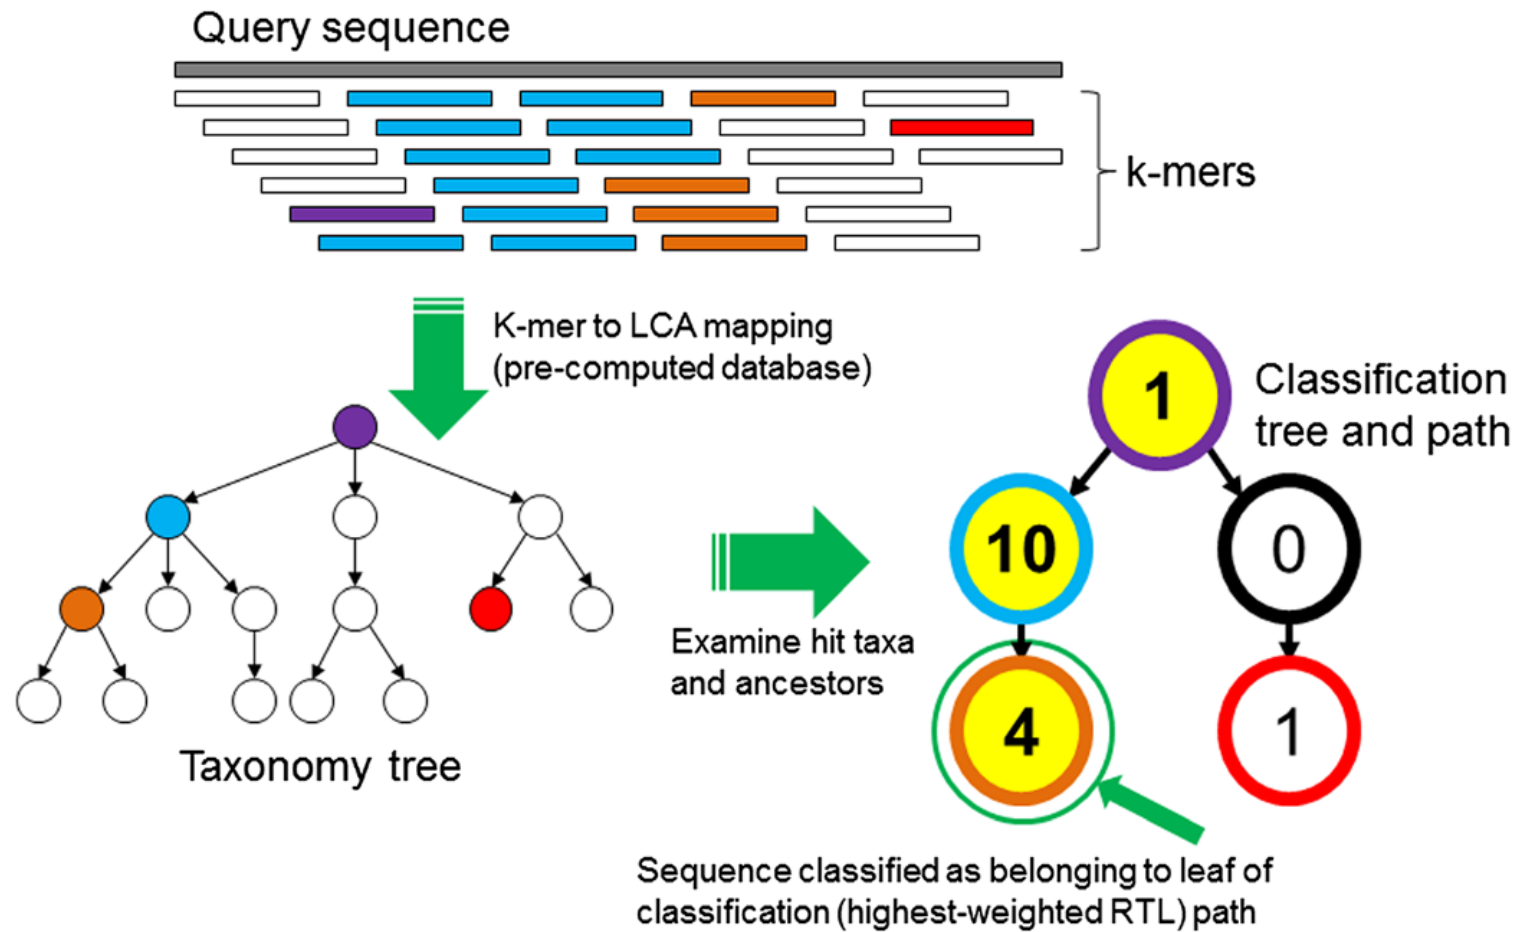 Query sequence
k-mers
K-mer to LCA mapping
(pre-computed database)
1
Classification
tree and path
10
0
Examine hit taxa
and ancestors
4
1
Taxonomy tree
Sequence classified as belonging to leaf of
classification (highest-weighted RTL) path